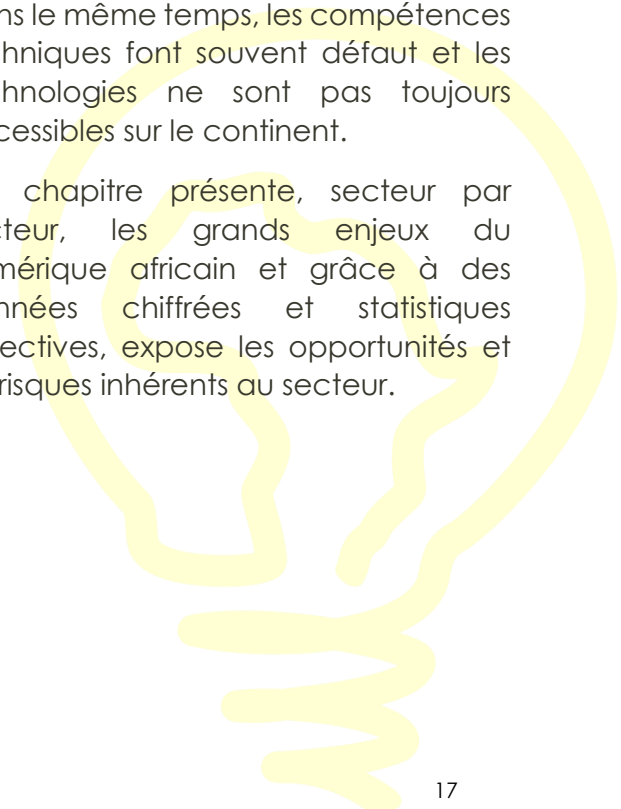 ns le même temps, les compétences
chniques font souvent défaut et les
chnologies ne sont pas toujours
cessibles sur le continent.
chapitre présente, secteur par
cteur, les grands enjeux du
mérique africain et grâce à des
nnées chiffrées et statistiques
ectives, expose les opportunités et
risques inhérents au secteur.
17